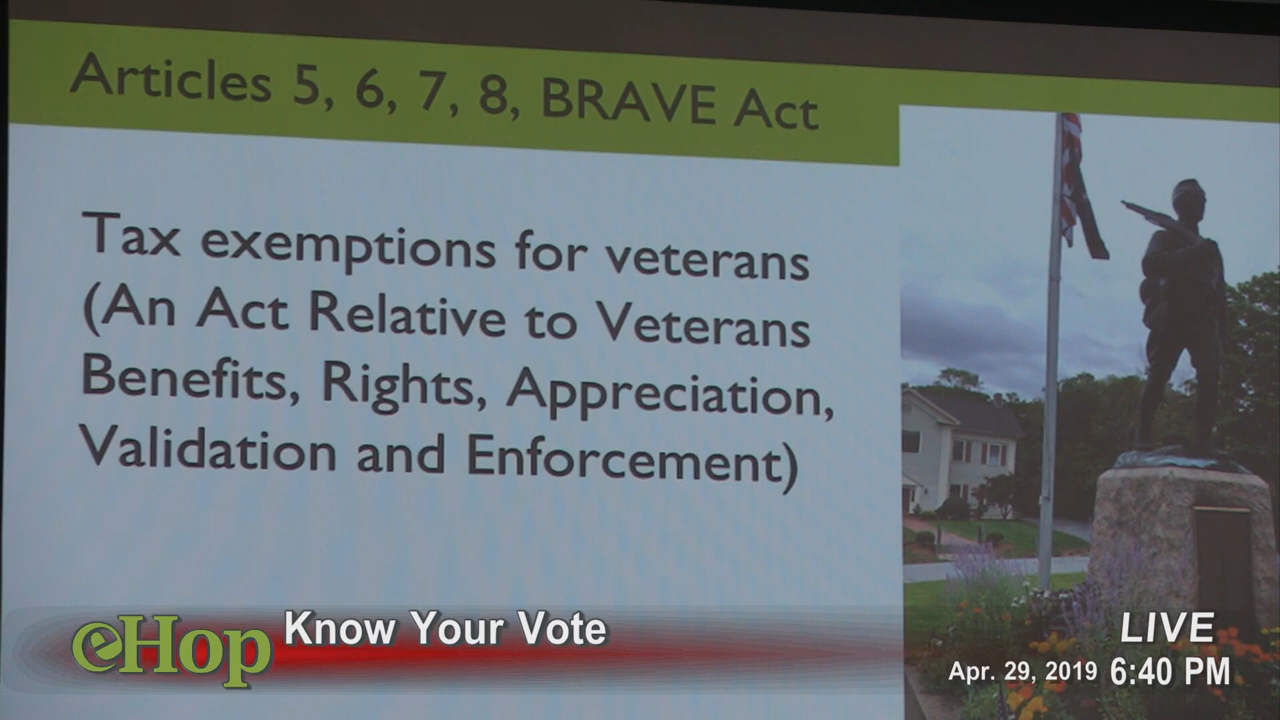 Articles 5, 6, 7, 8, BRAVE Act
Tax exemptions for veterans
(An Act Relative to Veterans
Benefits, Rights, Appreciation,
Validation and Enforcement)
eHop
Know Your Vote
LIVE
Apr. 29, 2019 6:40 PM